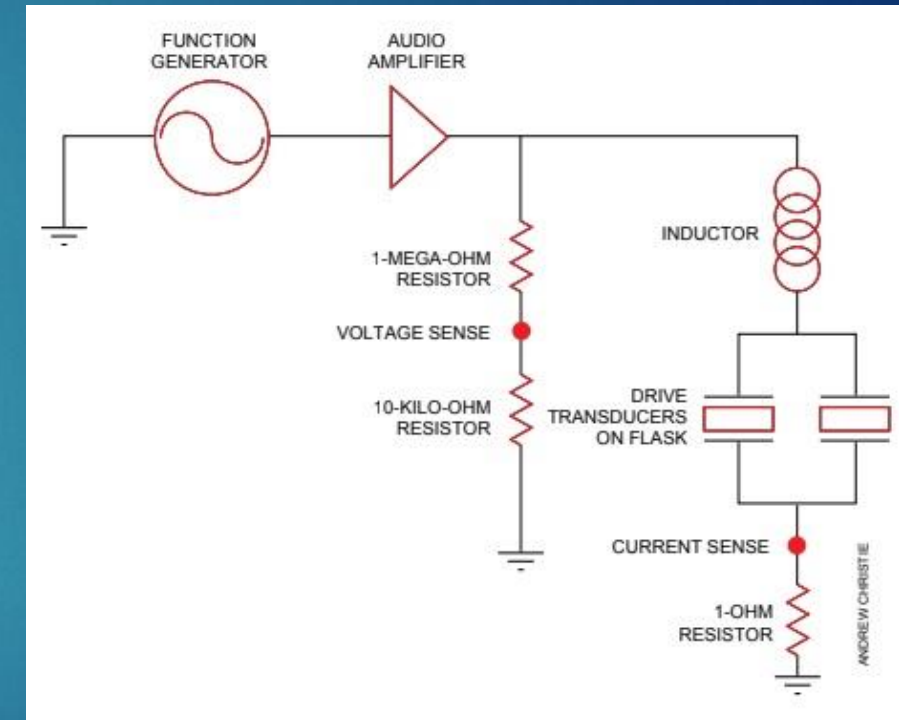 FUNCTION
GENERATOR
AUDIO
AMPLIFIER
1-MEGA-OHM
RESISTOR
INDUCTOR
VOLTAGE SENSE
10-KILO-OHM
RESISTOR
DRIVE
TRANSDUCERS
ON FLASK
CURRENT SENSE
1-OHM
RESISTOR
ANDREW CHRISTIE